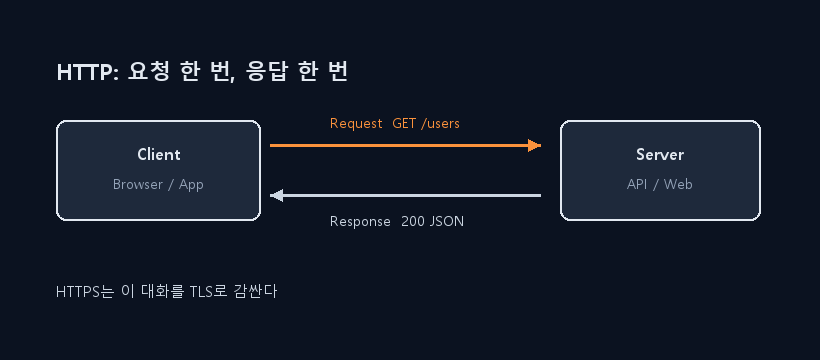 HTTP: 요청 한 번, 응답 한 번
Request GET /users
Client
Browser / App
Server
API / Web
Response 200 JSON
HTTPS는 이 대화를 TLS로 감싼다